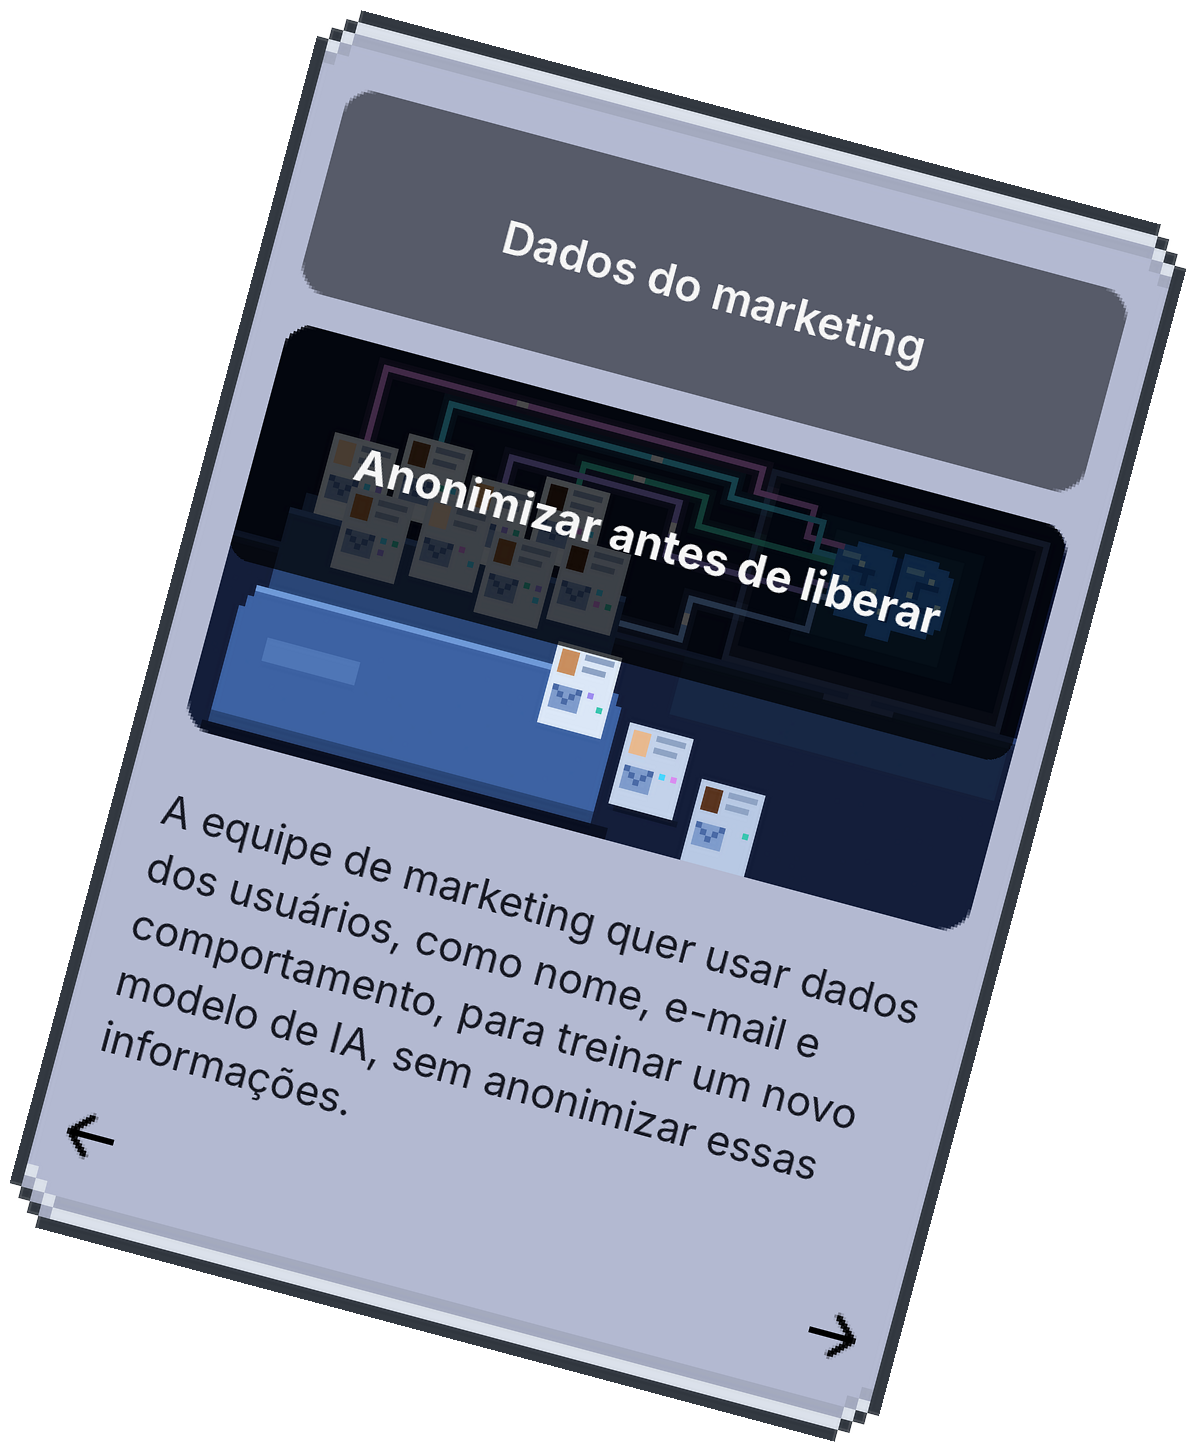 Dados do marketing
Anonimizar antes de liberar
A equipe de marketing quer usar dados
dos usuários, como nome, e-mail e
comportamento, para treinar um novo
modelo de IA, sem anonimizar essas
informações.